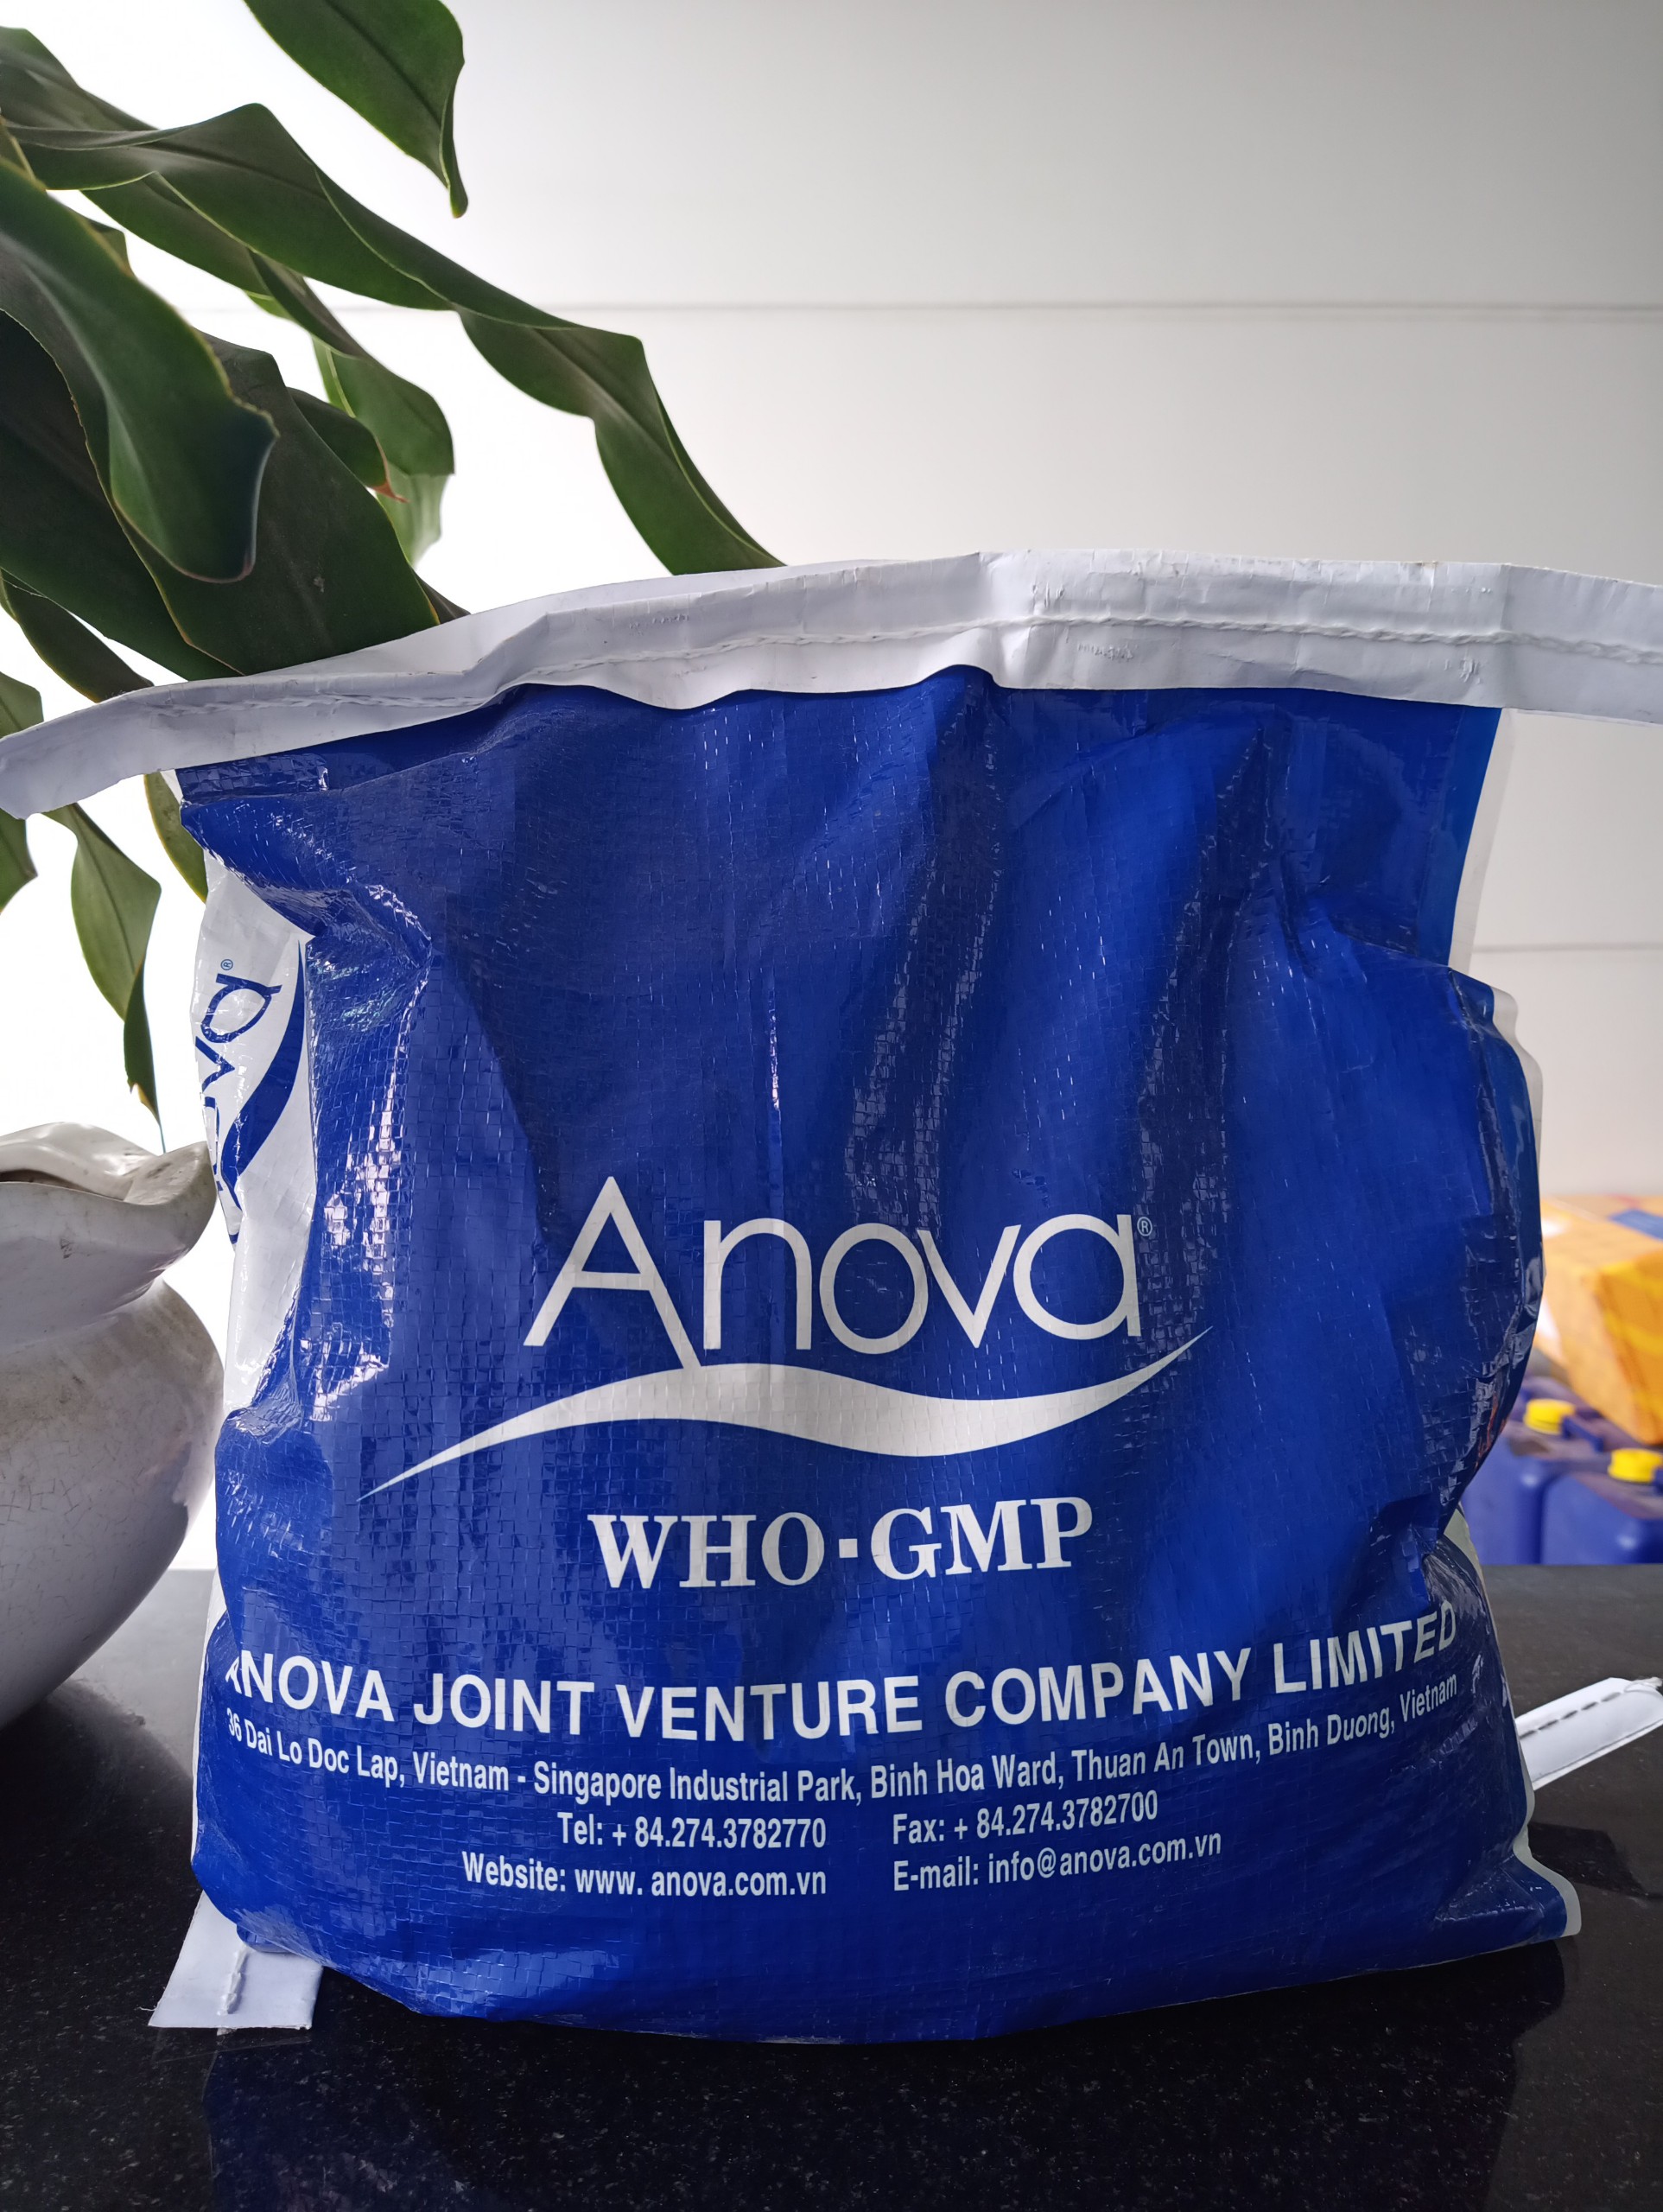 Anova®
WHO·GMP
ANOVA JOINT VENTURE COMPANY LIMITED
36 Dai Lo Doc Lap, Vietnam - Singapore Industrial Park, Binh Hoa Ward, Thuan An Town, Binh Duong, Vietnam
Tel: + 84.274.3782770 Fax: + 84.274.3782700
Website: www. anova.com.vn E-mail: info@anova.com.vn